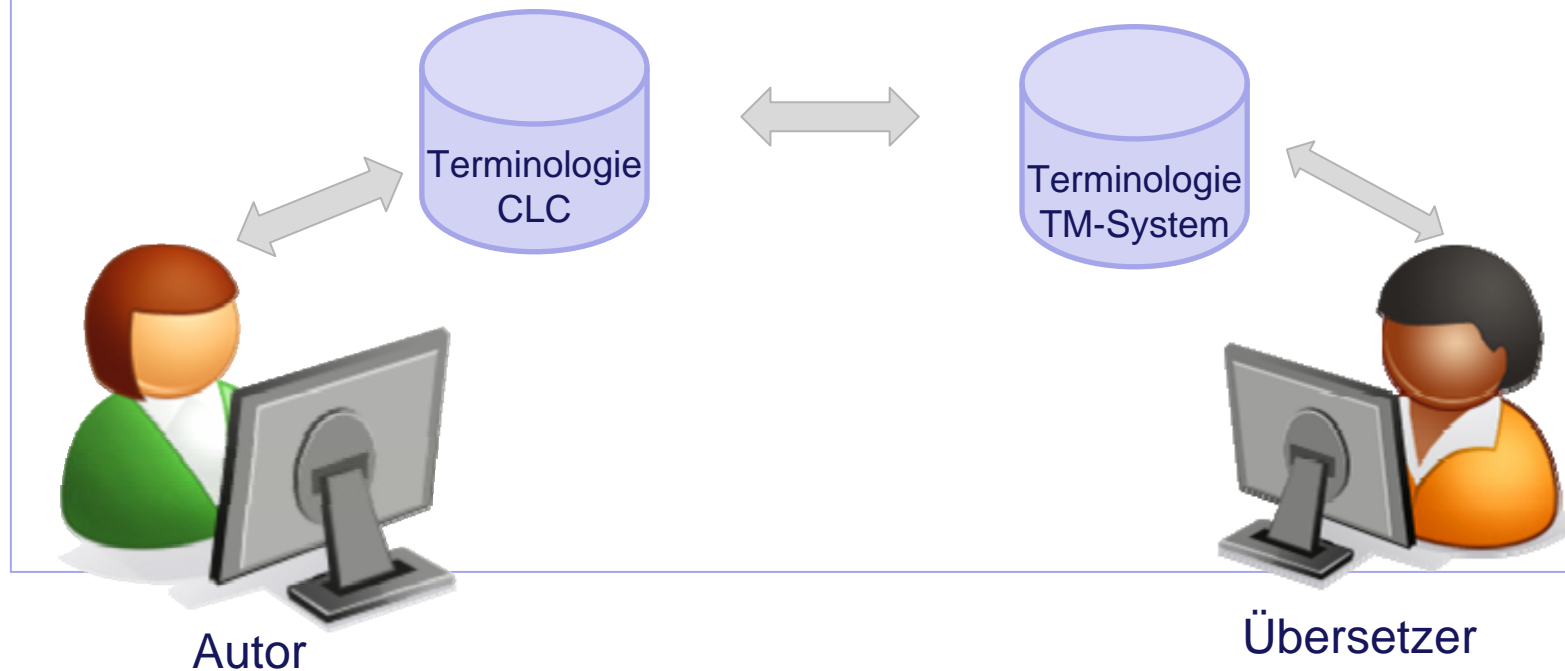 Terminologie
CLC
Terminologie
TM-System
Autor
Übersetzer